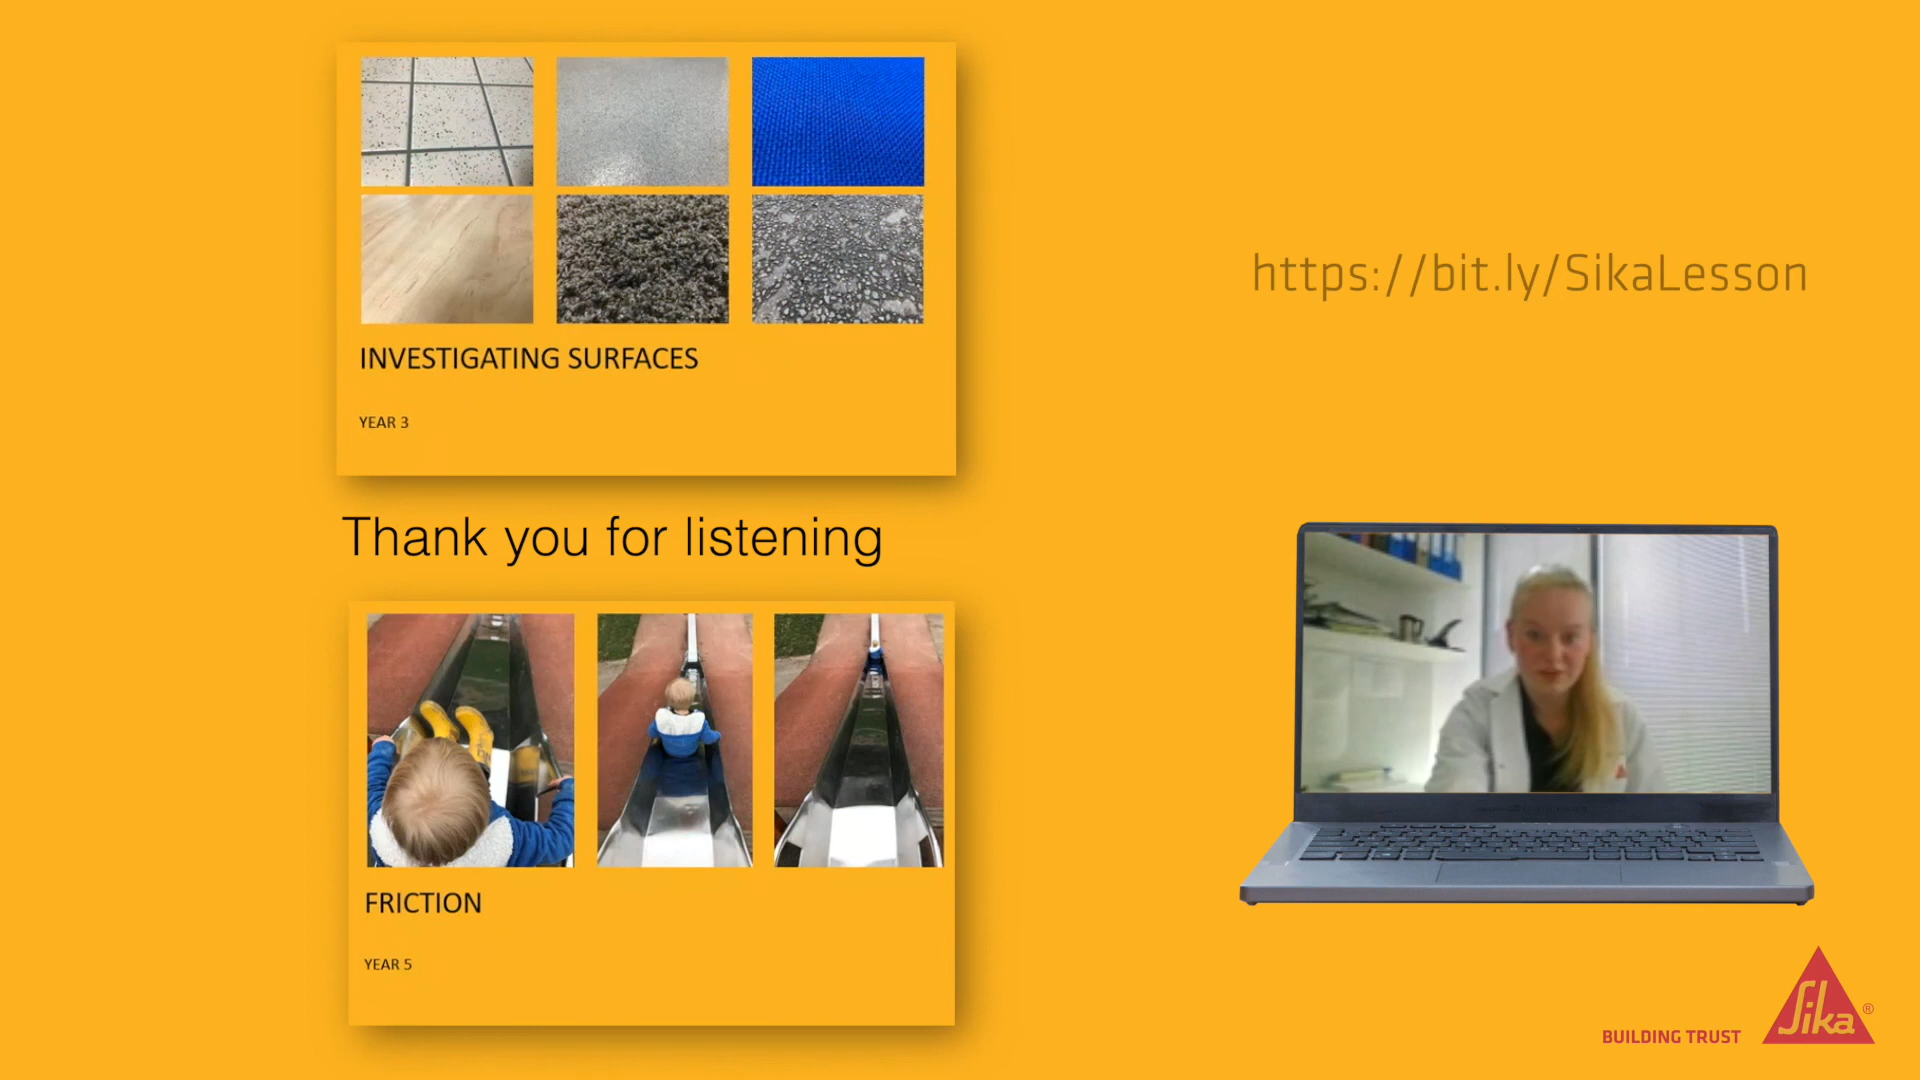 INVESTIGATING SURFACES
YEAR 3
https://bit.ly/SikaLesson
Thank you for listening
FRICTION
YEAR 5
BUILDING TRUST
Sika®